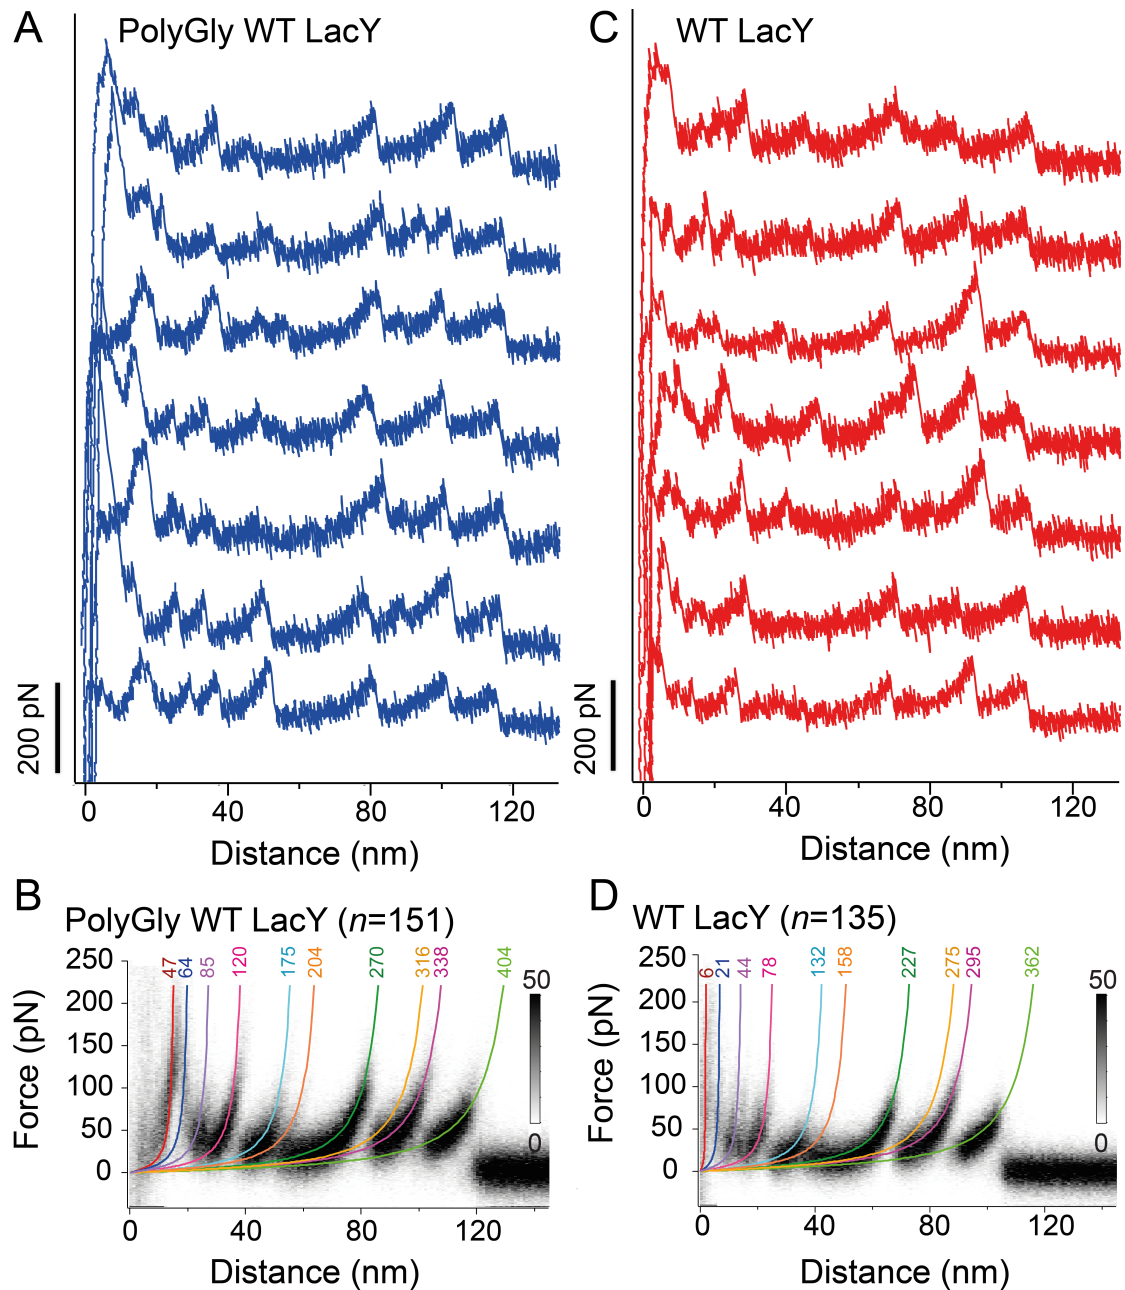 A
PolyGly WT LacY
200 pN
0 40 80 120
Distance (nm)
C
WT LacY
200 pN
0 40 80 120
Distance (nm)
B
PolyGly WT LacY (n=151)
250
200
150
100
50
0
Force (pN)
47 64 85 120 175 204 270 316 338 404
50
0
0 40 80 120
Distance (nm)
D
WT LacY (n=135)
250
200
150
100
50
0
Force (pN)
6 21 44 78 132 158 227 275 295 362
50
0
0 40 80 120
Distance (nm)